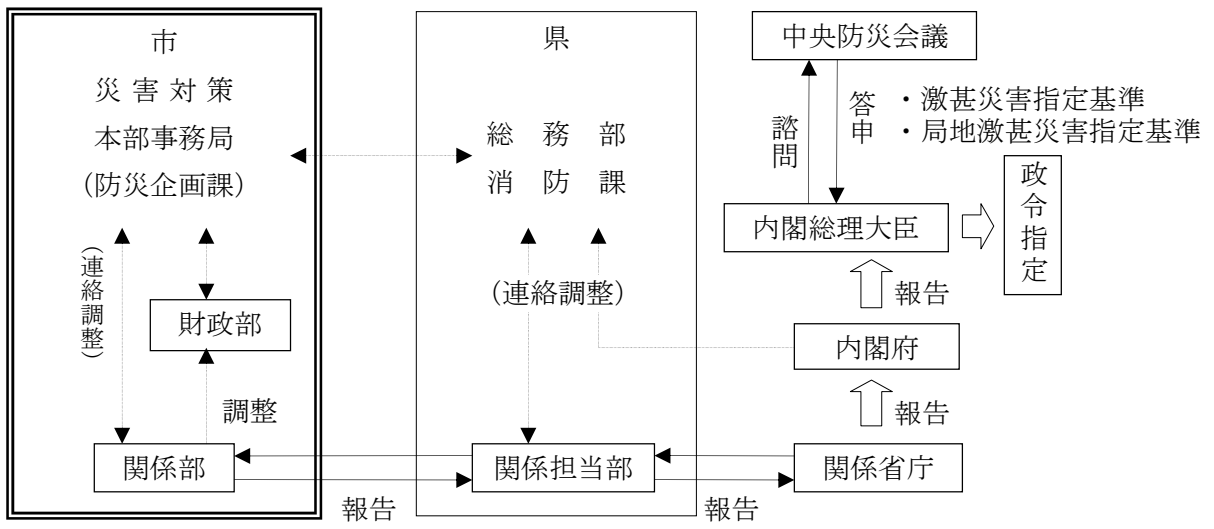 市
災害対策
本部事務局
(防災企画課)
(連絡調整)
財政部
調整
関係部
報告
県
総務部
消防課
(連絡調整)
関係担当部
報告
中央防災会議
諮問
答申
・激甚災害指定基準
・局地激甚災害指定基準
内閣総理大臣
政令指定
報告
内閣府
報告
関係省庁